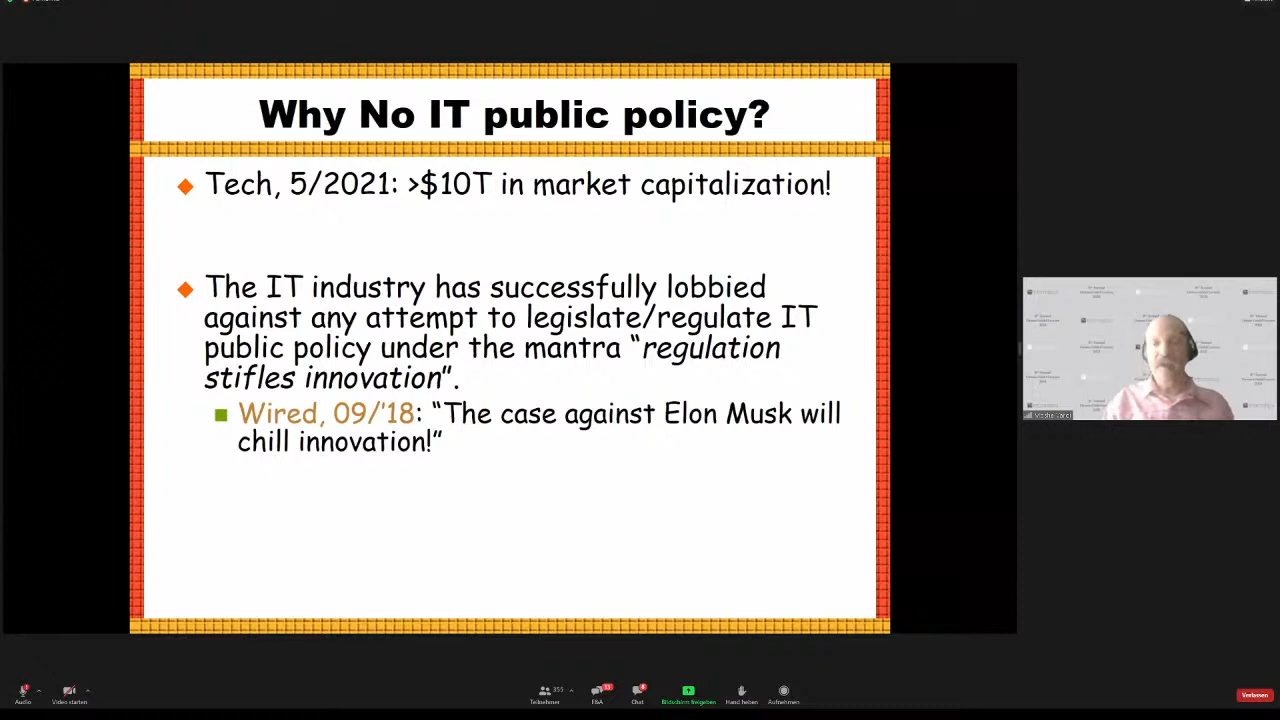 Why No IT public policy?
Tech, 5/2021: >$10T in market capitalization!
The IT industry has successfully lobbied
against any attempt to legislate/regulate IT
public policy under the mantra “regulation
stifles innovation”.
Wired, 09/’18: “The case against Elon Musk will
chill innovation!”
Moshe Vardi
Audio
Video starten
355
Teilnehmer
F&A
Chat
Bildschirm freigeben
Hand heben
Aufnehmen
Verlassen